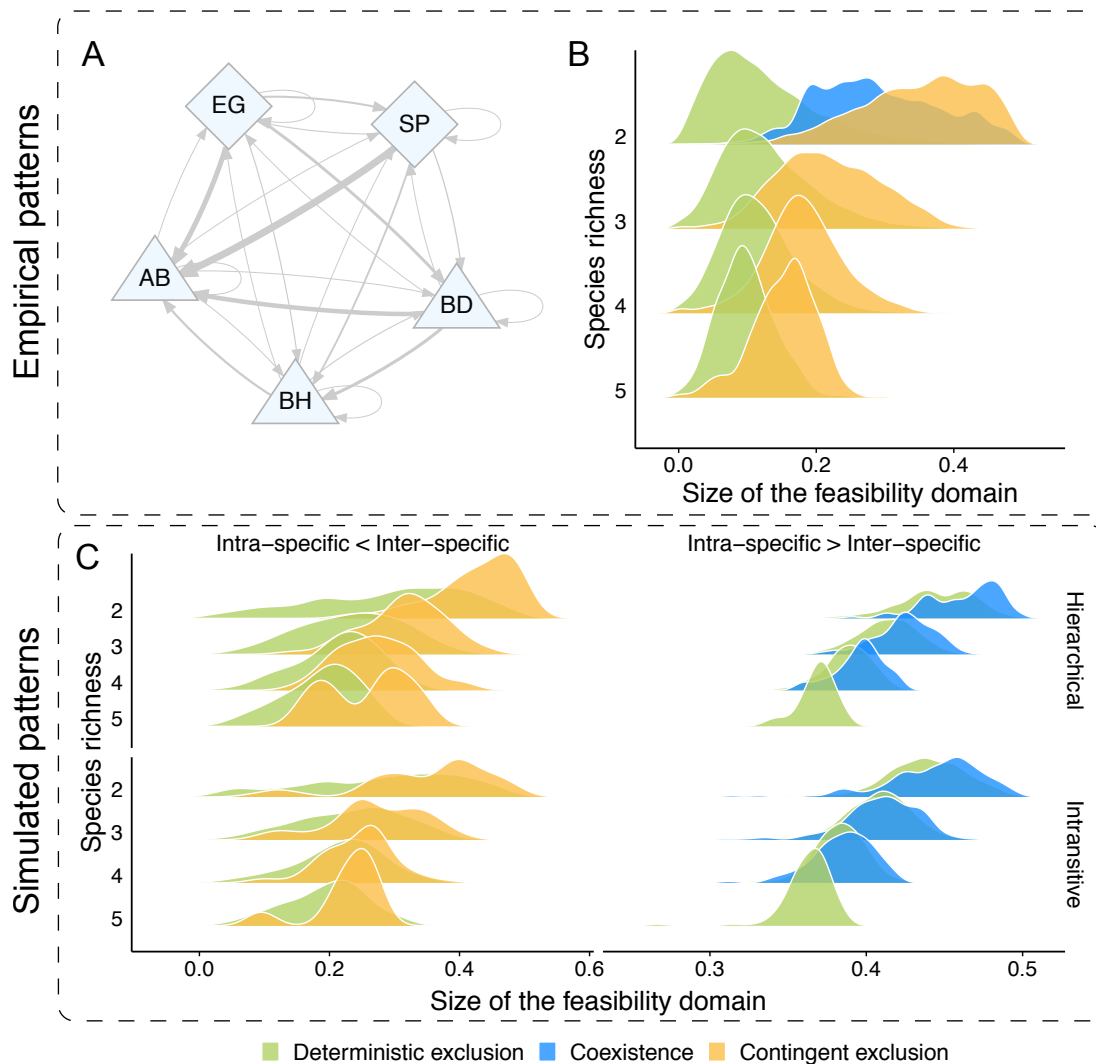 Empirical patterns
A
EG
SP
AB
BD
BH
B
Species richness
2
3
4
5
0.0 0.2 0.4
Size of the feasibility domain
Simulated patterns
C
Intra−specific < Inter−specific
Intra−specific > Inter−specific
Species richness
2
3
4
5
Hierarchical
2
3
4
5
Intransitive
0.0 0.2 0.4 0.6
0.3 0.4 0.5
Size of the feasibility domain
Deterministic exclusion Coexistence Contingent exclusion